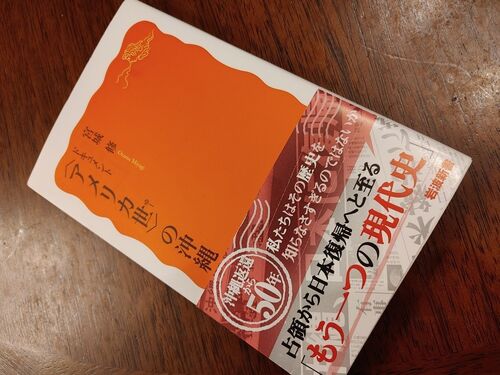 ドキュメント
〈アメリカ世〉の沖縄
ゆー
宮城 修
Osamu Miyagi
私たちはその歴史を
知らなさすぎるのではないか
沖縄返還
から
50年
占領から日本復帰へと至る
「もう一つの現代史」
岩波新書